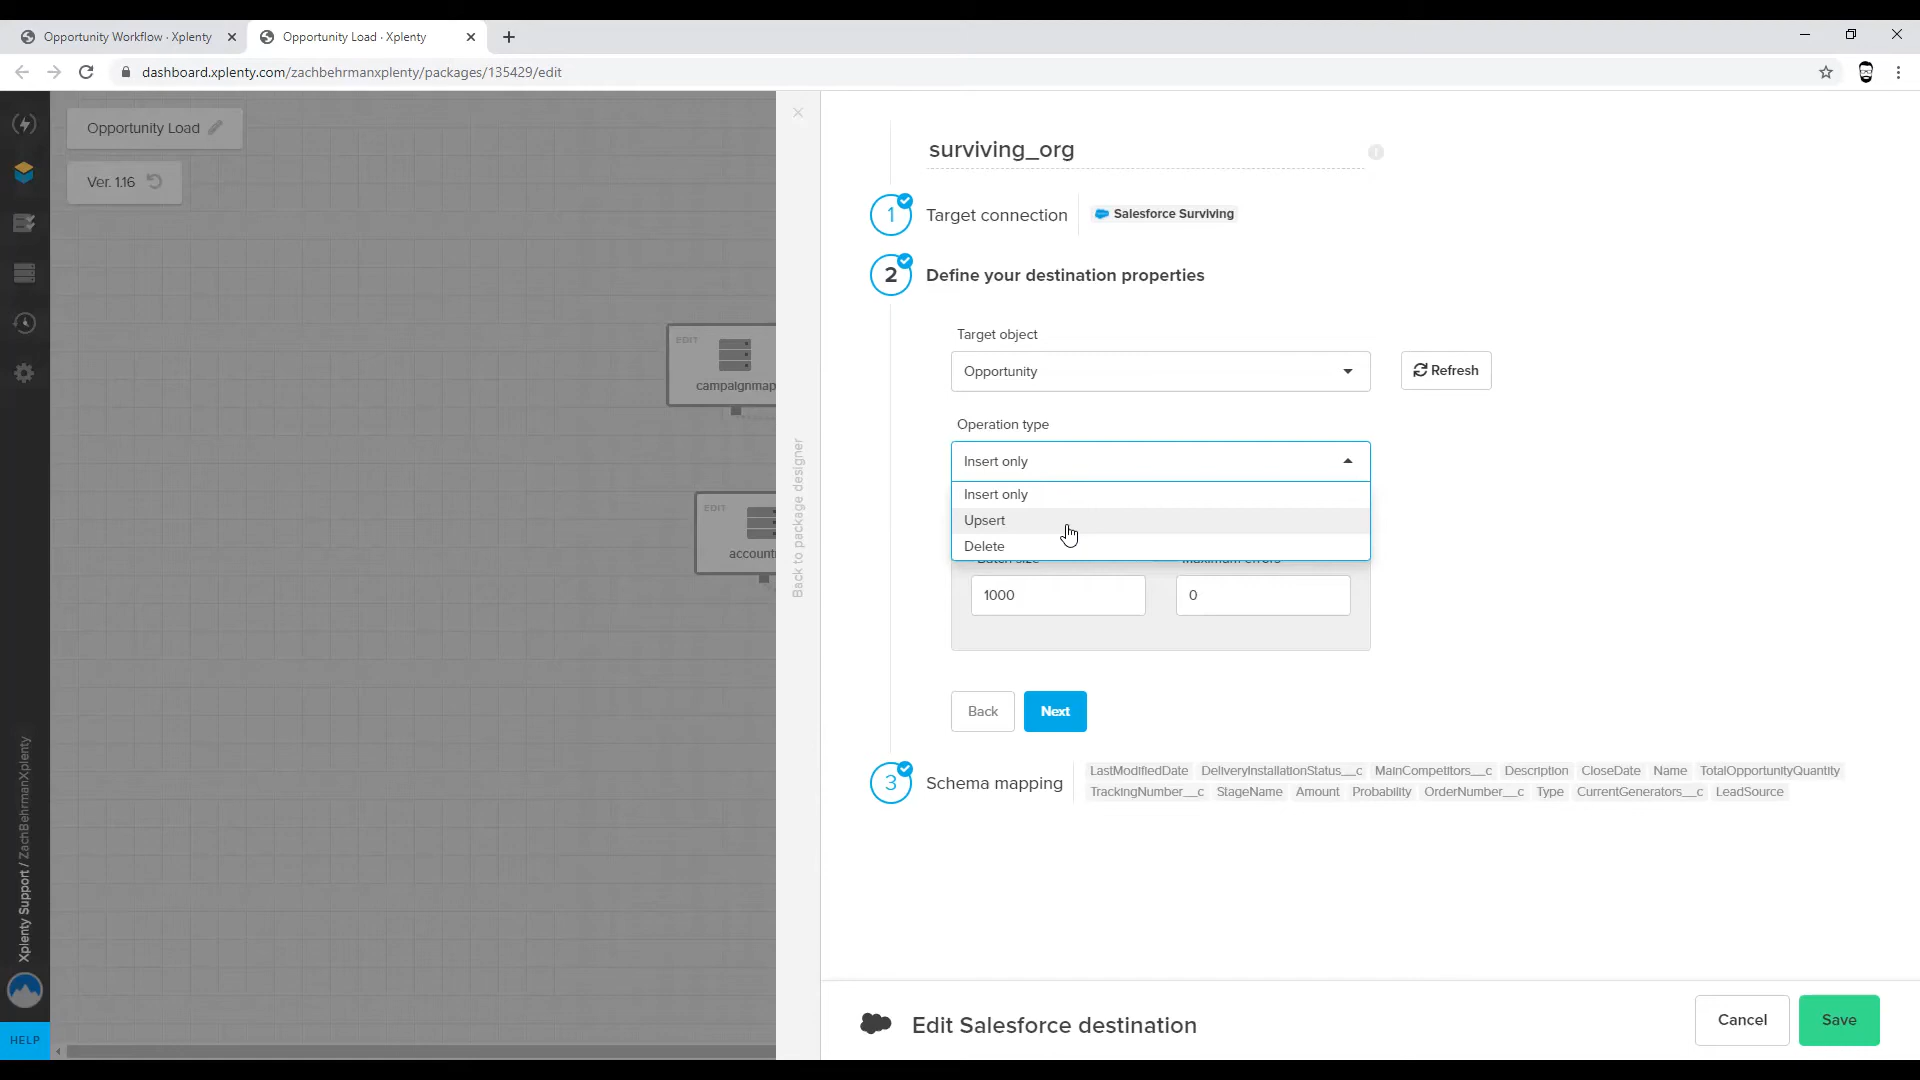 Opportunity Workflow · Xplenty
Opportunity Load · Xplenty
dashboard.xplenty.com/zachbehrmanxplenty/packages/135429/edit
Opportunity Load
Ver. 1.16
EDIT
campaignmap
EDIT
account
Back to package designer
Xplenty Support / ZachBehrmanXplenty
HELP
surviving_org
1 Target connection Salesforce Surviving
2 Define your destination properties
Target object
Opportunity
Refresh
Operation type
Insert only
Insert only
Upsert
Delete
Batch size Maximum errors
1000 0
Back Next
3 Schema mapping
LastModifiedDate DeliveryInstallationStatus__c MainCompetitors__c Description CloseDate Name TotalOpportunityQuantity
TrackingNumber__c StageName Amount Probability OrderNumber__c Type CurrentGenerators__c LeadSource
Edit Salesforce destination
Cancel Save